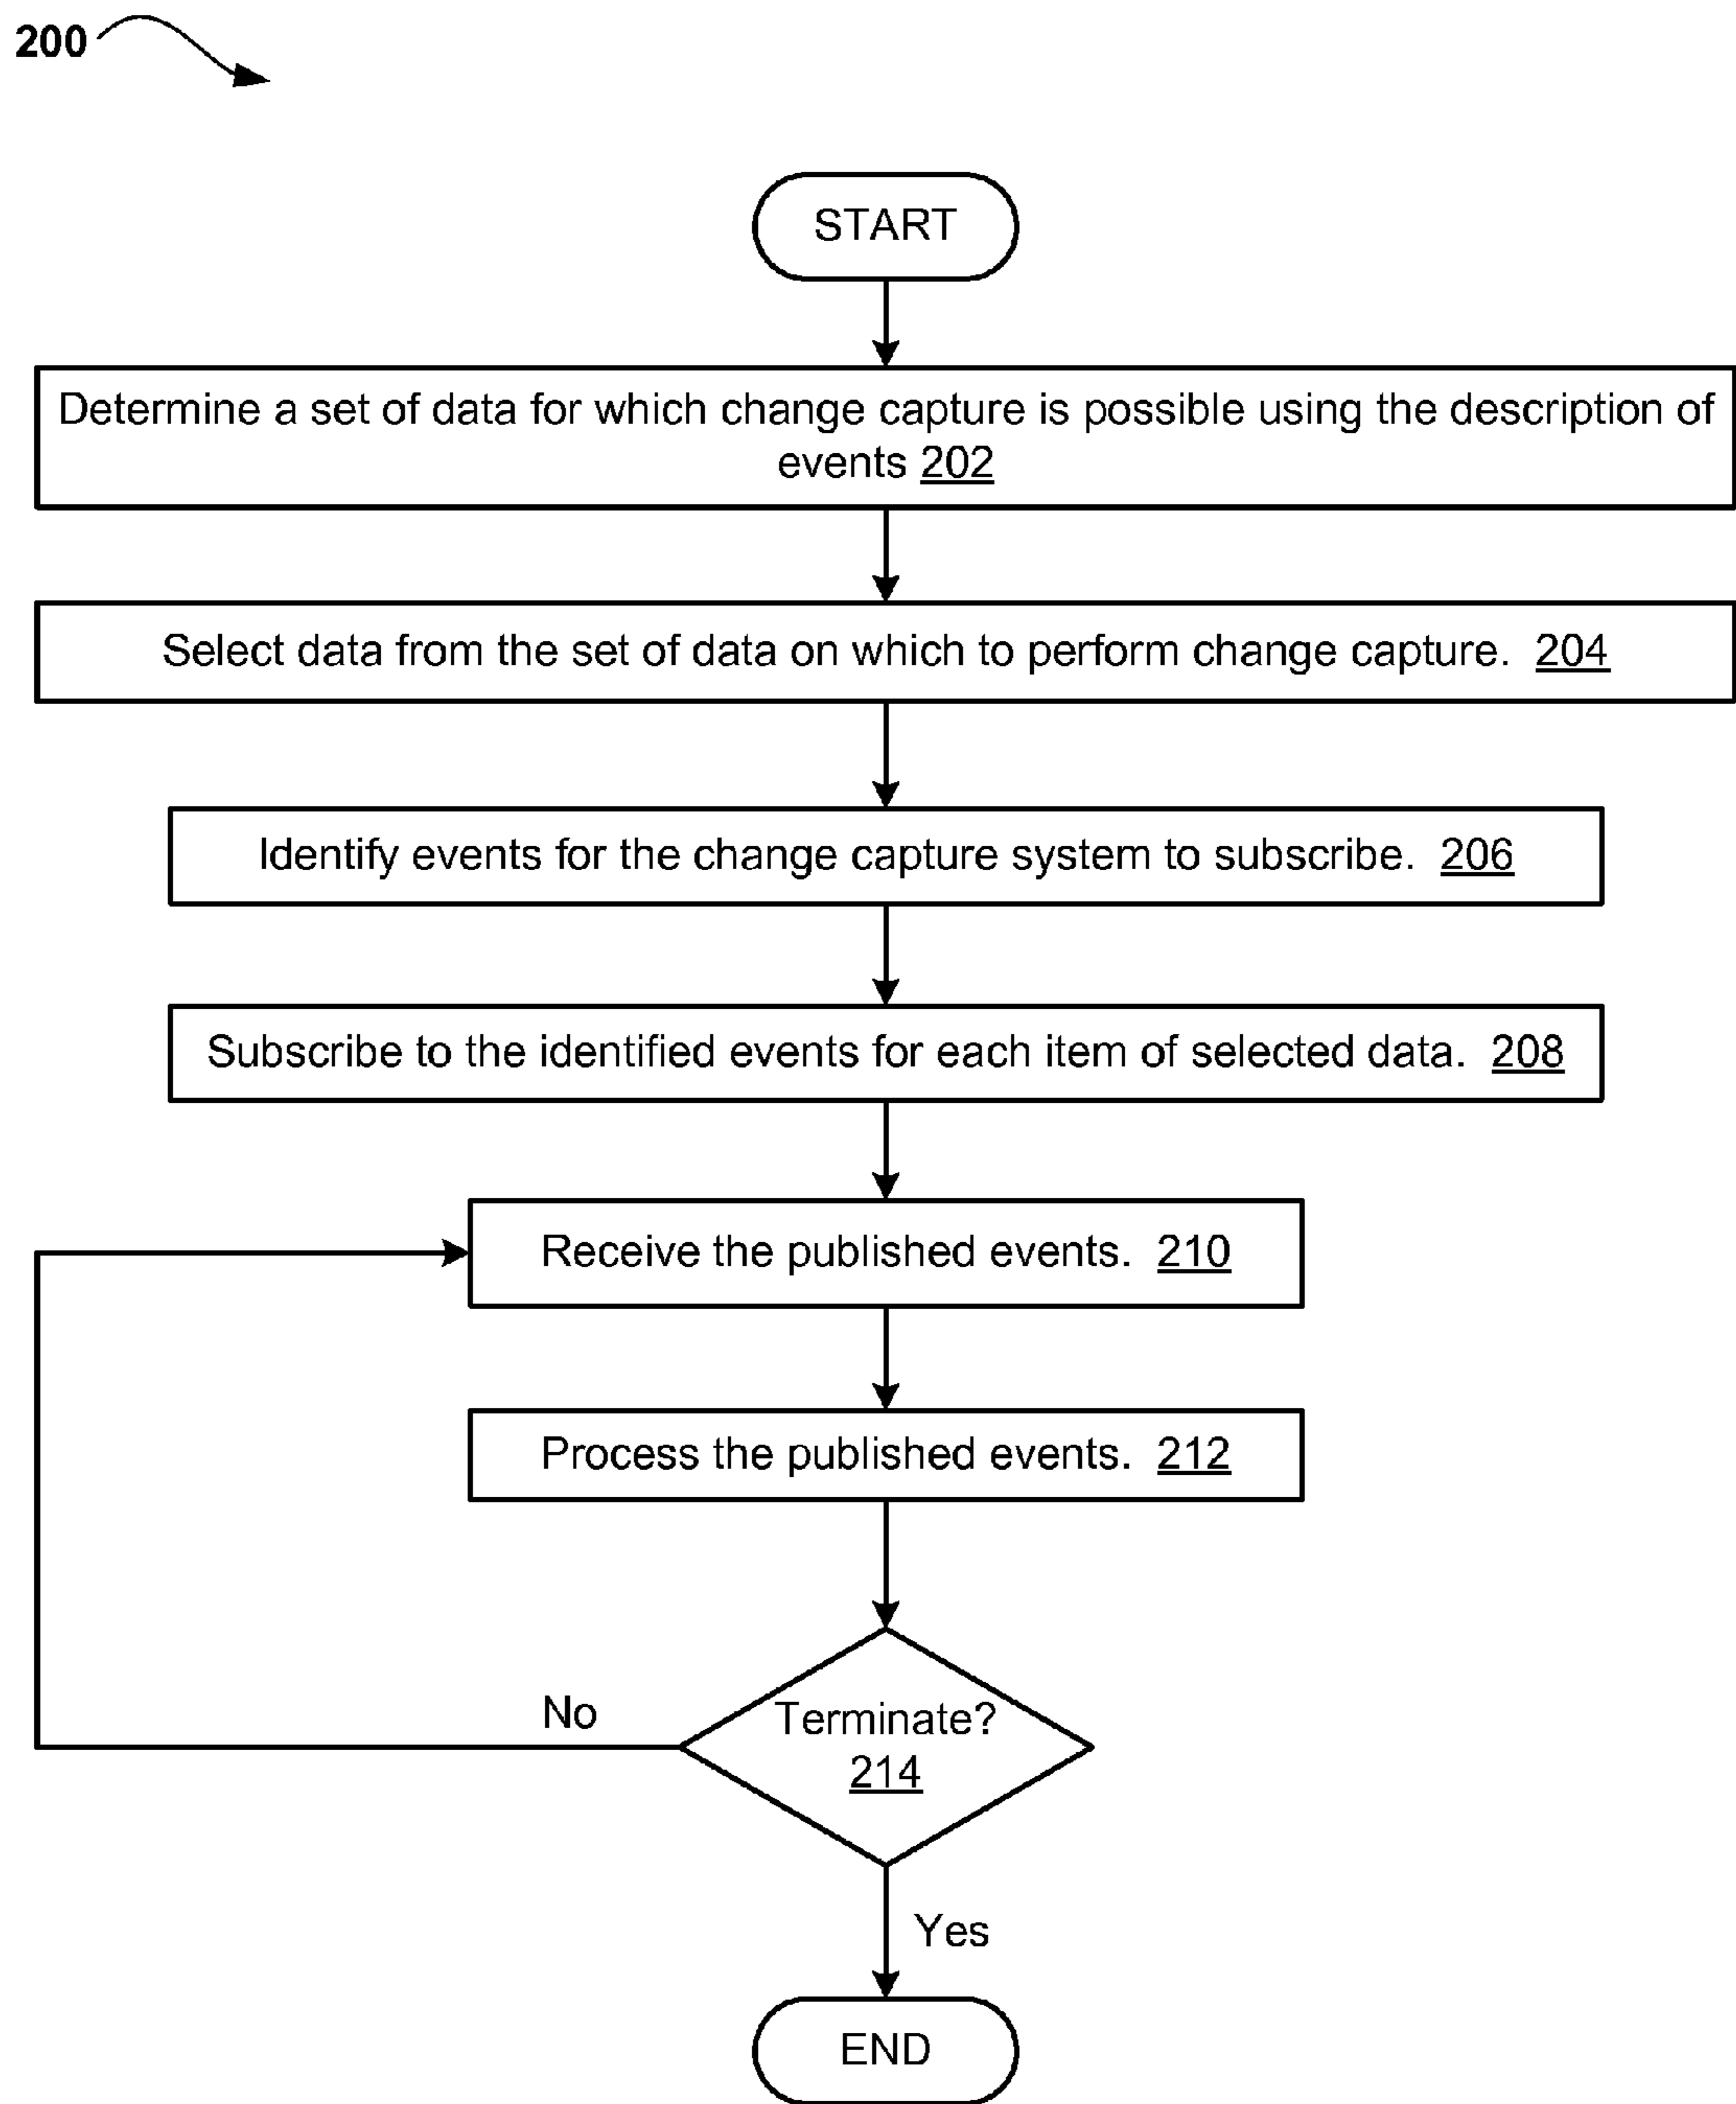 200
START
Determine a set of data for which change capture is possible using the description of
events 202
Select data from the set of data on which to perform change capture. 204
Identify events for the change capture system to subscribe. 206
Subscribe to the identified events for each item of selected data. 208
Receive the published events. 210
Process the published events. 212
No
Terminate?
214
Yes
END